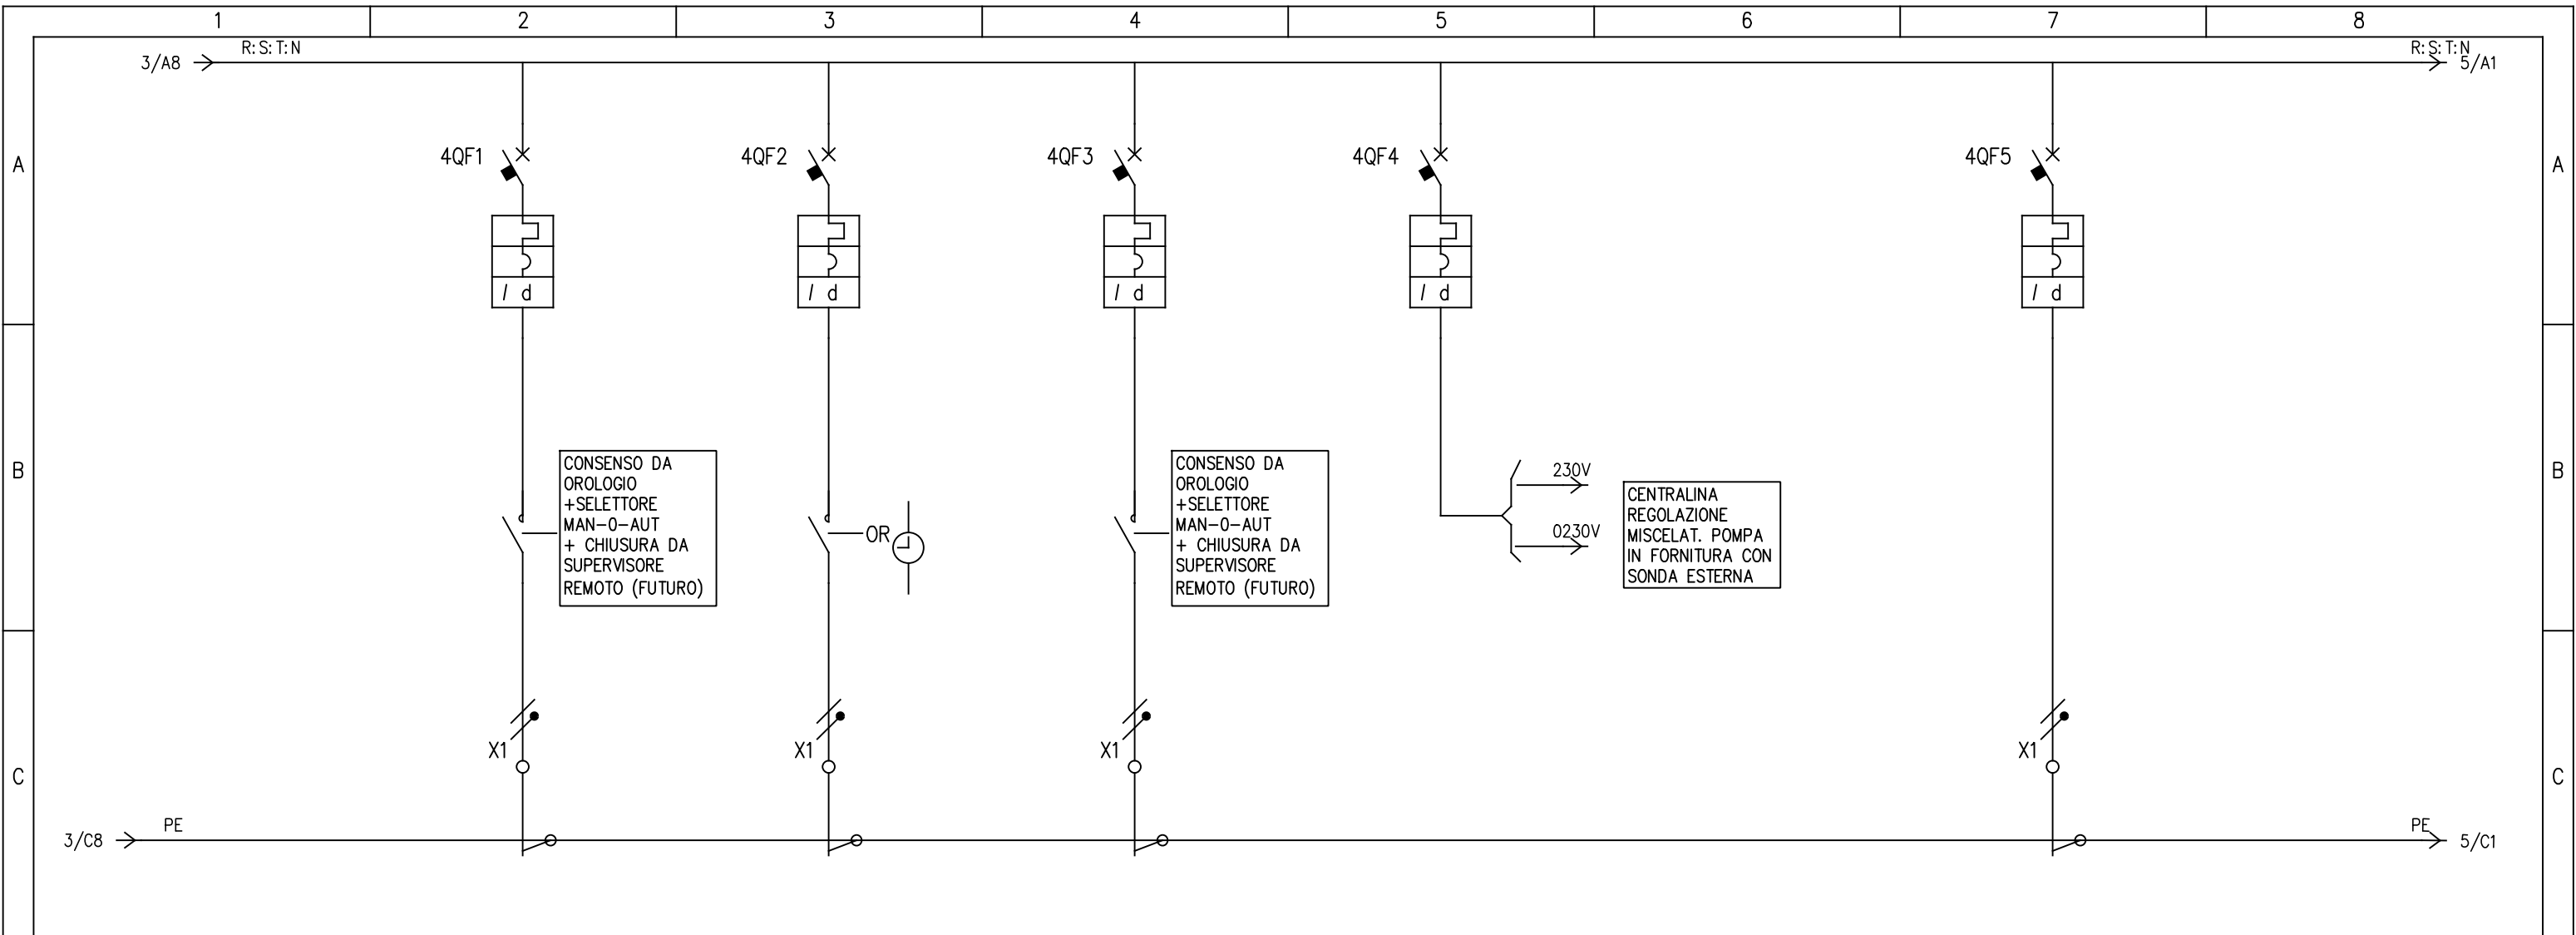 1 2 3 4 5 6 7 8
R:S:T:N R:S:T:N
3/A8 5/A1
A 4QF1 4QF2 4QF3 4QF4 4QF5 A
I d I d I d I d I d
B B
CONSENSO DA
OROLOGIO
+SELETTORE
MAN-0-AUT
+ CHIUSURA DA
SUPERVISORE
REMOTO (FUTURO)
OR
CONSENSO DA
OROLOGIO
+SELETTORE
MAN-0-AUT
+ CHIUSURA DA
SUPERVISORE
REMOTO (FUTURO)
230V
0230V
CENTRALINA
REGOLAZIONE
MISCELAT. POMPA
IN FORNITURA CON
SONDA ESTERNA
X1 X1 X1 X1
C C
PE PE
3/C8 5/C1